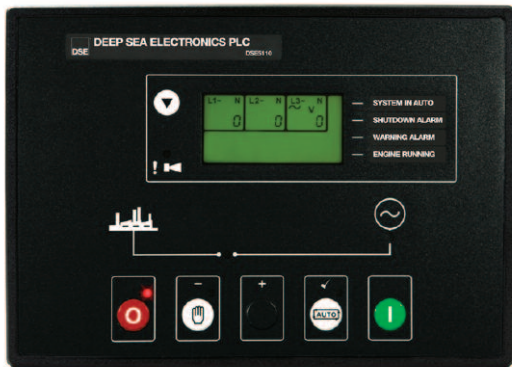 DSE
DEEP SEA ELECTRONICS PLC
DSE5110
L1- N L2- N L3- N
V
0 0 0
SYSTEM IN AUTO
SHUTDOWN ALARM
WARNING ALARM
ENGINE RUNNING
!
- + ✓
O AUTO I